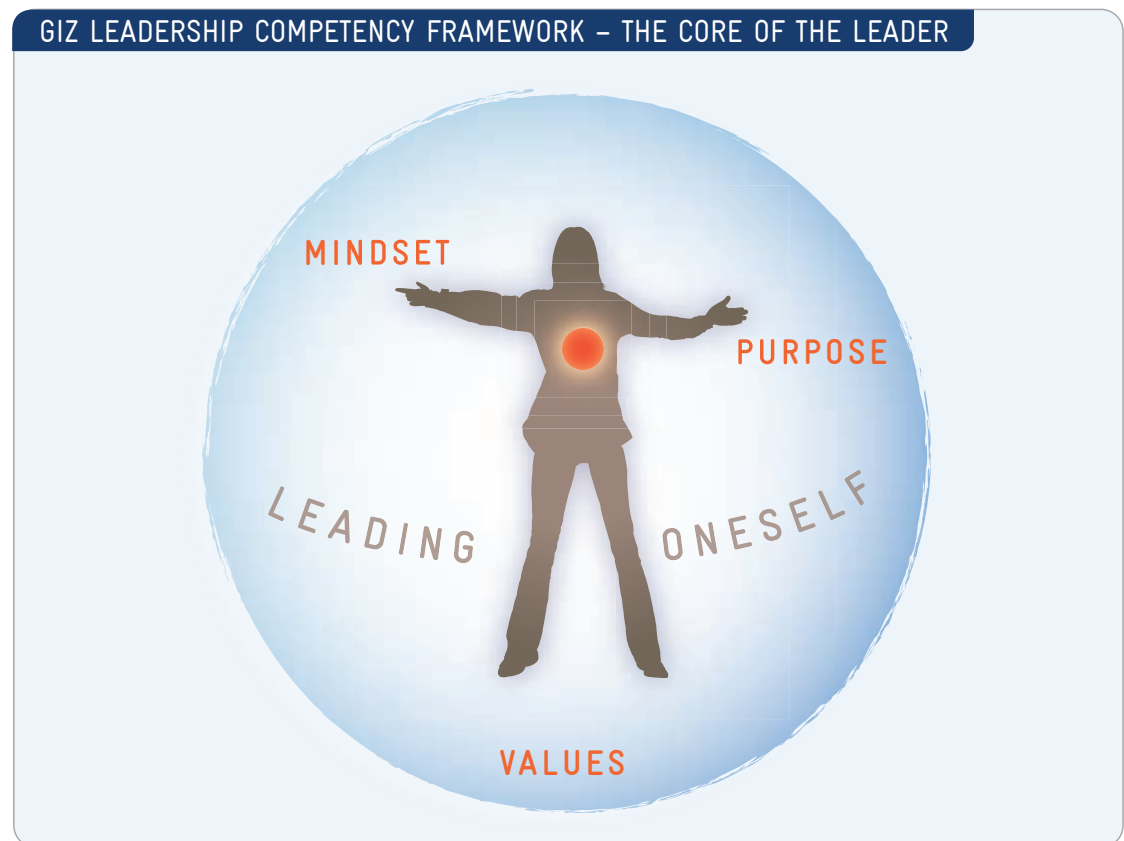 GIZ LEADERSHIP COMPETENCY FRAMEWORK – THE CORE OF THE LEADER
MINDSET
PURPOSE
LEADING ONESELF
VALUES